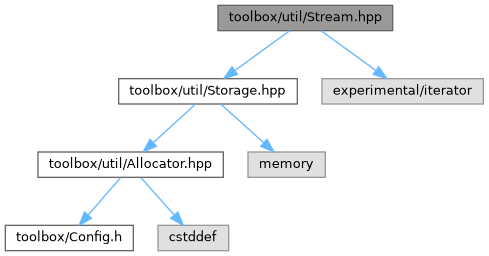 toolbox/util/Stream.hpp
toolbox/util/Storage.hpp
experimental/iterator
toolbox/util/Allocator.hpp
memory
toolbox/Config.h
cstddef